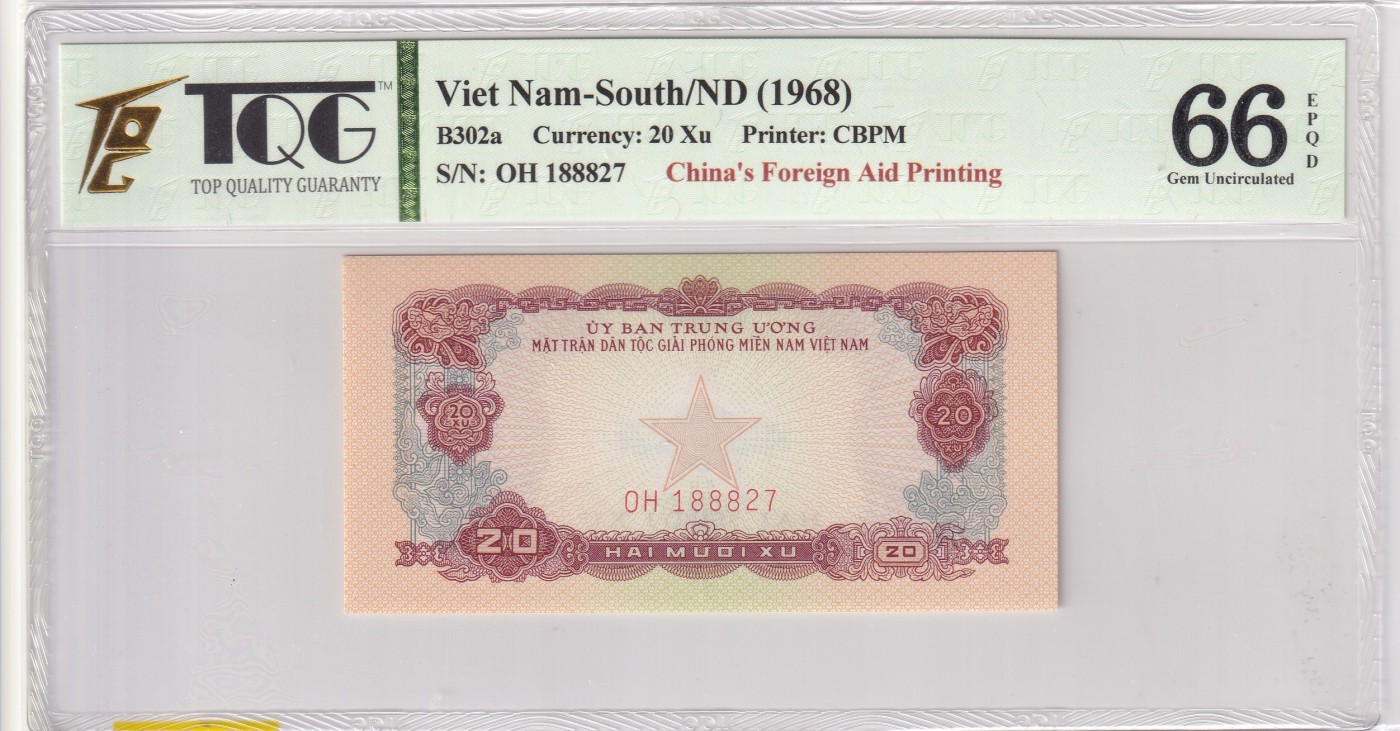 TQG™
TOP QUALITY GUARANTY
Viet Nam-South/ND (1968)
B302a Currency: 20 Xu Printer: CBPM
S/N: OH 188827 China's Foreign Aid Printing
66
EPQD
Gem Uncirculated
ỦY BAN TRUNG ƯƠNG
MẶT TRẬN DÂN TỘC GIẢI PHÓNG MIỀN NAM VIỆT NAM
20
XU
20
XU
OH 188827
20
HAI MƯƠI XU
20